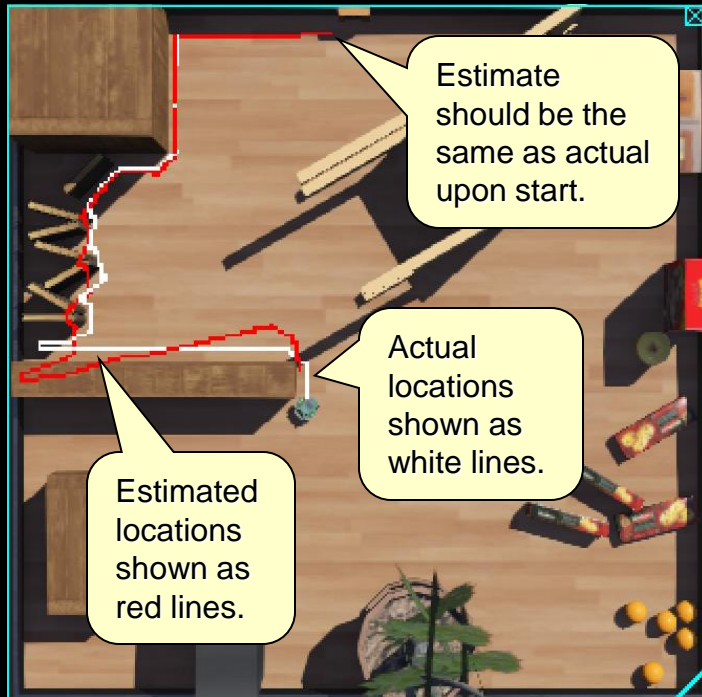 Estimate
should be the
same as actual
upon start.
Actual
locations
shown as
white lines.
Estimated
locations
shown as
red lines.